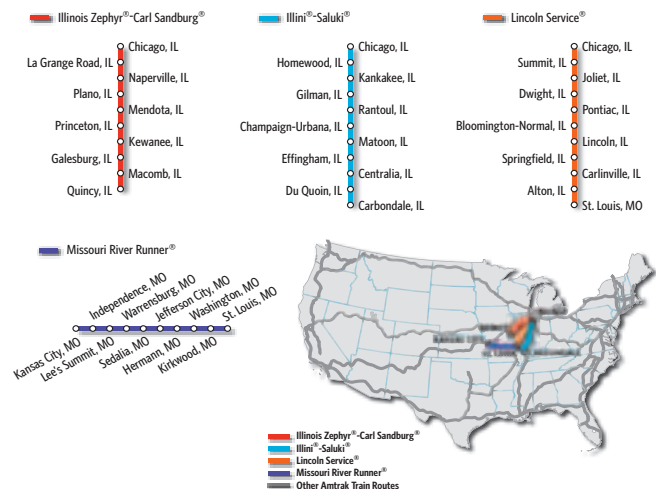 Illinois Zephyr®-Carl Sandburg®
Chicago, IL
La Grange Road, IL
Naperville, IL
Plano, IL
Mendota, IL
Princeton, IL
Kewanee, IL
Galesburg, IL
Macomb, IL
Quincy, IL
Illini®-Saluki®
Chicago, IL
Homewood, IL
Kankakee, IL
Gilman, IL
Rantoul, IL
Champaign-Urbana, IL
Matoon, IL
Effingham, IL
Centralia, IL
Du Quoin, IL
Carbondale, IL
Lincoln Service®
Chicago, IL
Summit, IL
Joliet, IL
Dwight, IL
Pontiac, IL
Bloomington-Normal, IL
Lincoln, IL
Springfield, IL
Carlinville, IL
Alton, IL
St. Louis, MO
Missouri River Runner®
Kansas City, MO
Independence, MO
Lee's Summit, MO
Warrensburg, MO
Sedalia, MO
Jefferson City, MO
Hermann, MO
Washington, MO
Kirkwood, MO
St. Louis, MO
Illinois Zephyr®-Carl Sandburg®
Illini®-Saluki®
Lincoln Service®
Missouri River Runner®
Other Amtrak Train Routes